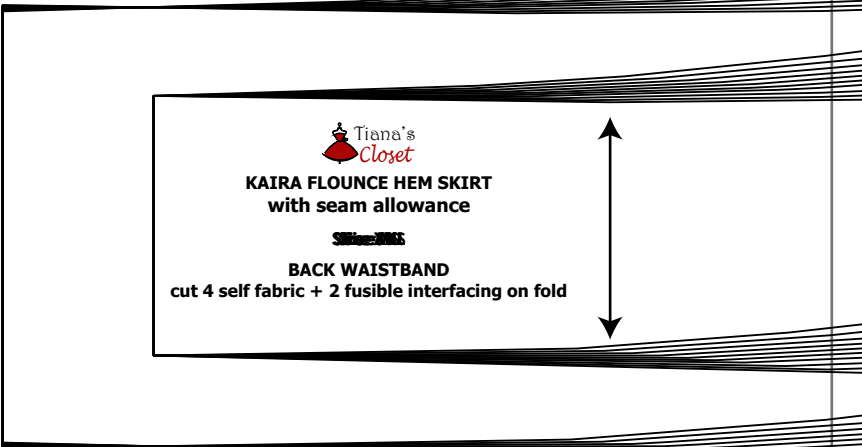 Tiana's
Closet
KAIRA FLOUNCE HEM SKIRT
with seam allowance
BACK WAISTBAND
cut 4 self fabric + 2 fusible interfacing on fold